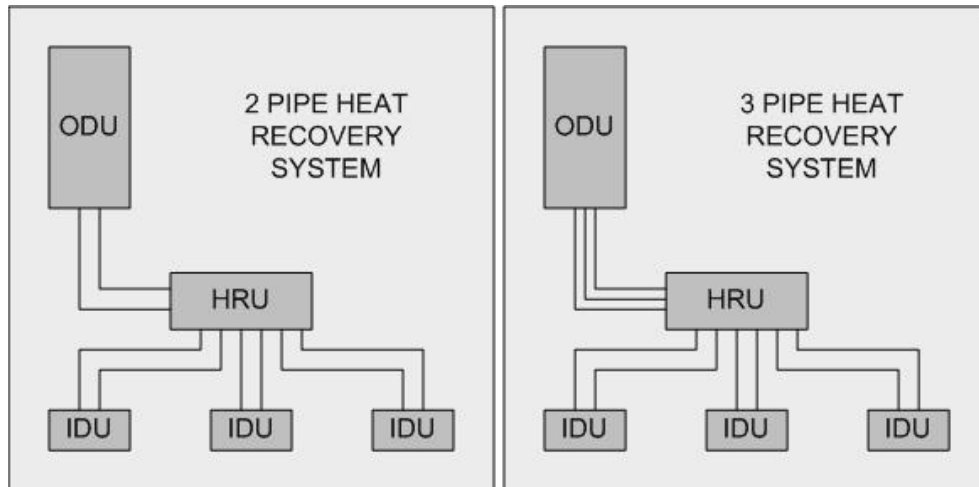 ODU
2 PIPE HEAT
RECOVERY
SYSTEM
HRU
IDU
IDU
IDU
ODU
3 PIPE HEAT
RECOVERY
SYSTEM
HRU
IDU
IDU
IDU